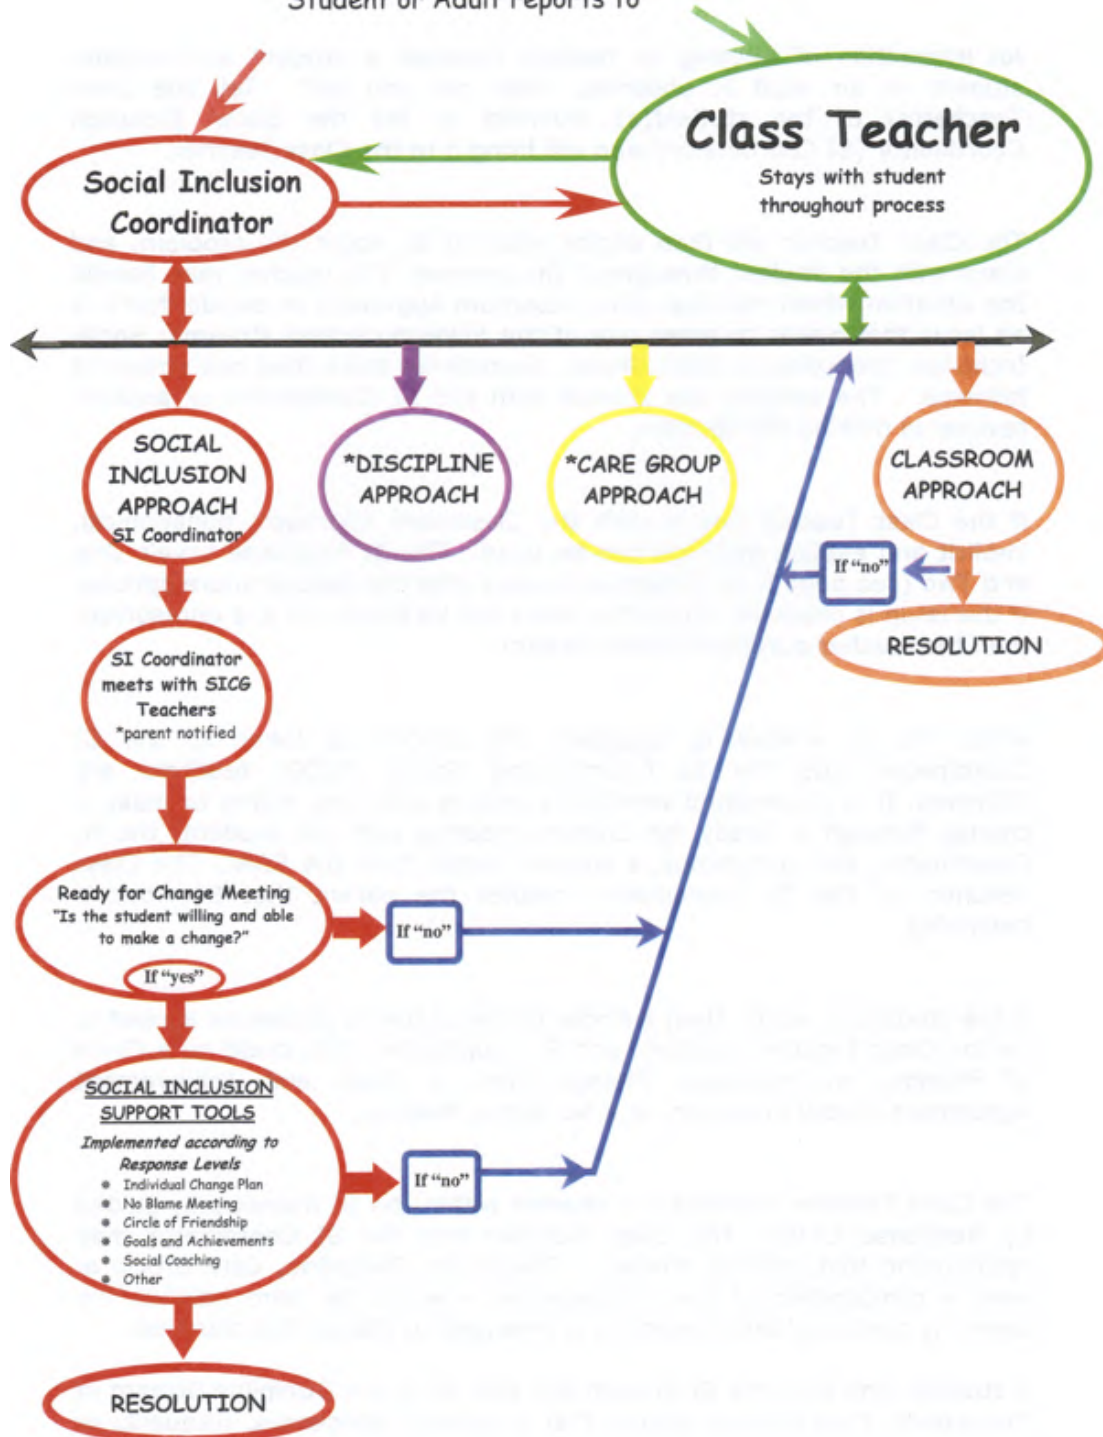 Student or Adult reports to
Class Teacher
Stays with student
throughout process
Social Inclusion
Coordinator
SOCIAL
INCLUSION
APPROACH
SI Coordinator
*DISCIPLINE
APPROACH
*CARE GROUP
APPROACH
CLASSROOM
APPROACH
If "no"
RESOLUTION
SI Coordinator
meets with SICG
Teachers
*parent notified
Ready for Change Meeting
"Is the student willing and able
to make a change?"
If "yes"
If "no"
SOCIAL INCLUSION
SUPPORT TOOLS
Implemented according to
Response Levels
• Individual Change Plan
• No Blame Meeting
• Circle of Friendship
• Goals and Achievements
• Social Coaching
• Other
If "no"
RESOLUTION